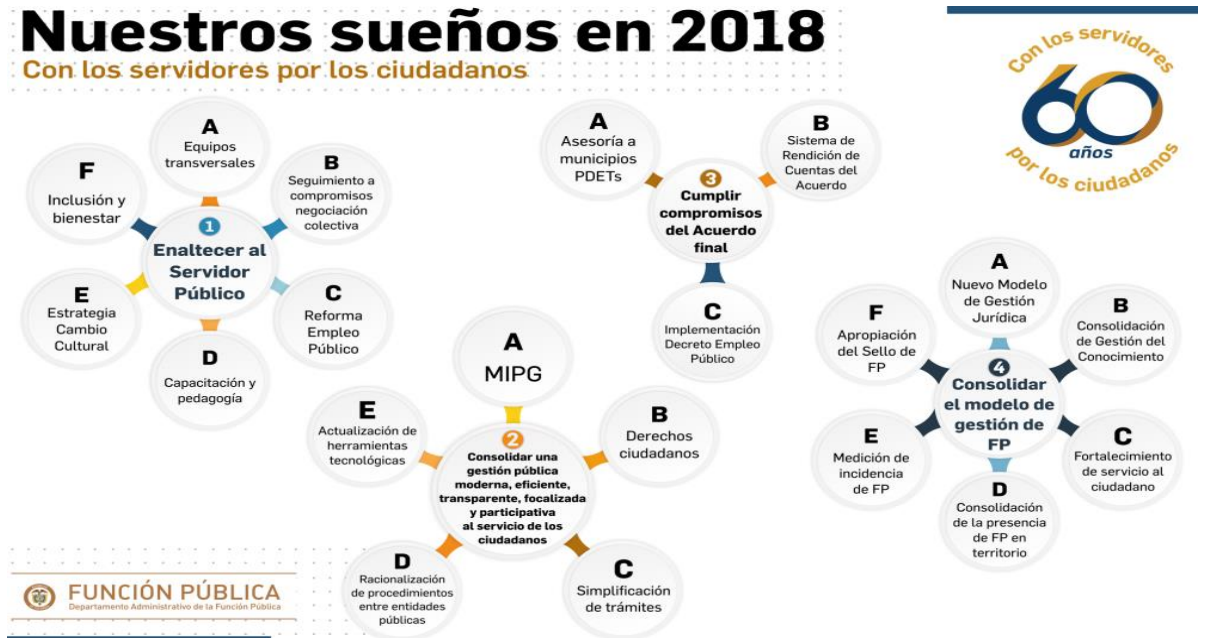 Nuestros sueños en 2018
Con los servidores por los ciudadanos
Con los servidores
60
años
por los ciudadanos
1
Enaltecer al
Servidor
Público
A
Equipos
transversales
B
Seguimiento a
compromisos
negociación
colectiva
C
Reforma
Empleo
Público
D
Capacitación y
pedagogía
E
Estrategia
Cambio
Cultural
F
Inclusión y
bienestar
2
Consolidar una
gestión pública
moderna, eficiente,
transparente, focalizada
y participativa
al servicio de los
ciudadanos
A
MIPG
B
Derechos
ciudadanos
C
Simplificación
de trámites
D
Racionalización
de procedimientos
entre entidades
públicas
E
Actualización de
herramientas
tecnológicas
3
Cumplir
compromisos
del Acuerdo
final
A
Asesoría a
municipios
PDETs
B
Sistema de
Rendición de
Cuentas del
Acuerdo
C
Implementación
Decreto Empleo
Público
4
Consolidar
el modelo de
gestión de
FP
A
Nuevo Modelo
de Gestión
Jurídica
B
Consolidación
de Gestión del
Conocimiento
C
Fortalecimiento
de servicio al
ciudadano
D
Consolidación
de la presencia
de FP en
territorio
E
Medición de
incidencia
de FP
F
Apropiación
del Sello de
FP
FUNCIÓN PÚBLICA
Departamento Administrativo de la Función Pública